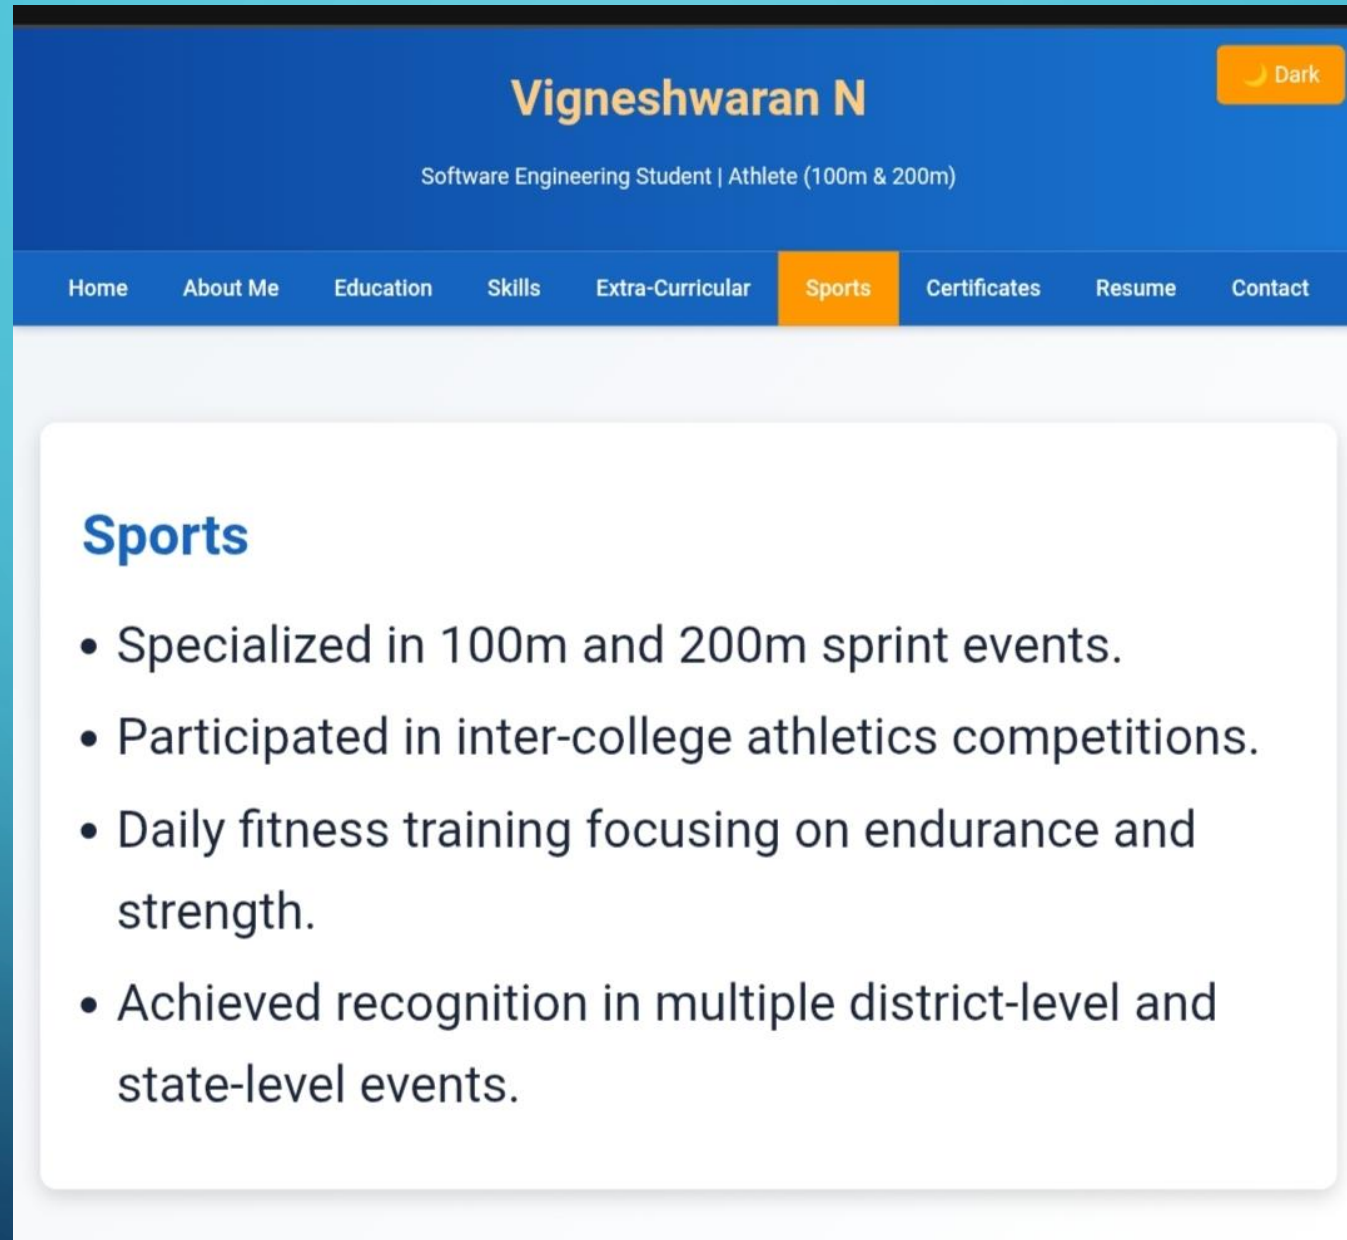 Vigneshwaran N
🌙 Dark
Software Engineering Student | Athlete (100m & 200m)
Home About Me Education Skills Extra-Curricular Sports Certificates Resume Contact
Sports
• Specialized in 100m and 200m sprint events.
• Participated in inter-college athletics competitions.
• Daily fitness training focusing on endurance and
strength.
• Achieved recognition in multiple district-level and
state-level events.